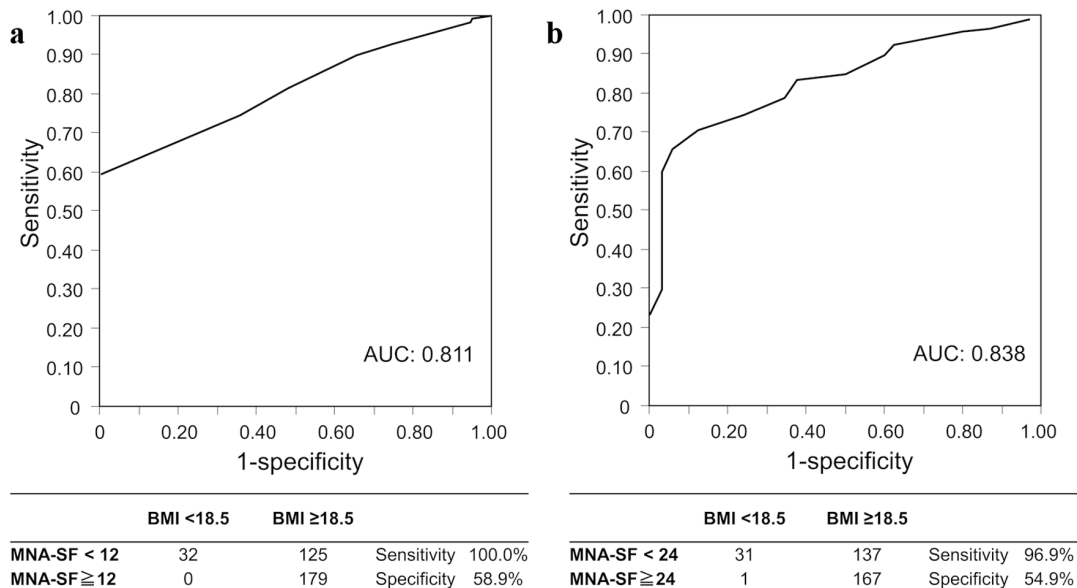 a
1.00
0.90
0.80
0.70
0.60
0.50
0.40
0.30
0.20
0.10
0
Sensitivity
AUC: 0.811
0 0.20 0.40 0.60 0.80 1.00
1-specificity
BMI <18.5 BMI ≥18.5
MNA-SF < 12 32 125 Sensitivity 100.0%
MNA-SF≧12 0 179 Specificity 58.9%
b
1.00
0.90
0.80
0.70
0.60
0.50
0.40
0.30
0.20
0.10
0
Sensitivity
AUC: 0.838
0 0.20 0.40 0.60 0.80 1.00
1-specificity
BMI <18.5 BMI ≥18.5
MNA-SF < 24 31 137 Sensitivity 96.9%
MNA-SF≧24 1 167 Specificity 54.9%